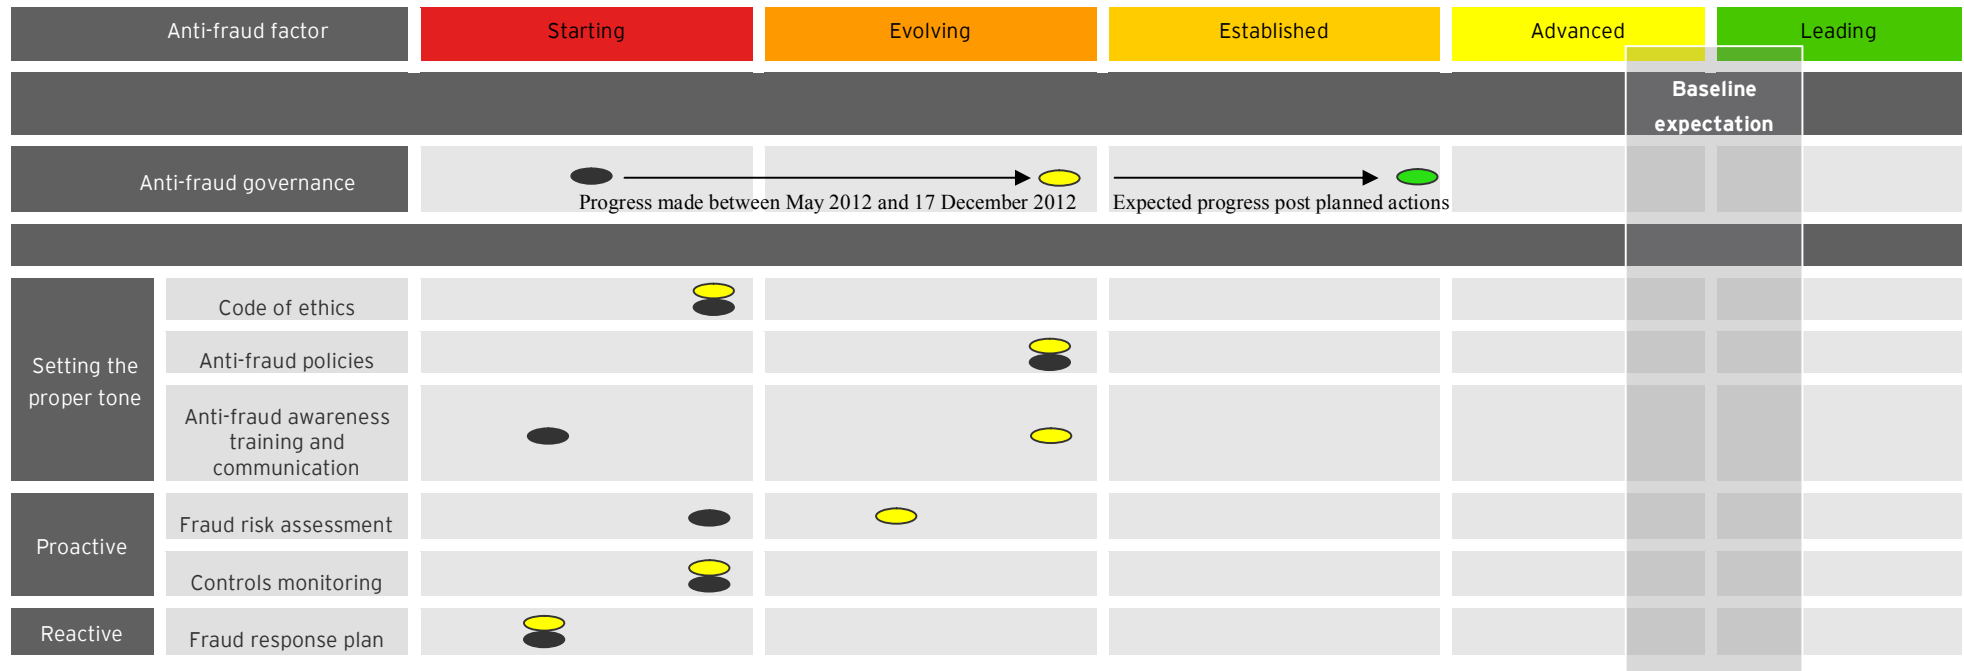 Anti-fraud factor
Starting
Evolving
Established
Advanced
Leading
Baseline
expectation
Anti-fraud governance
Progress made between May 2012 and 17 December 2012
Expected progress post planned actions
Setting the
proper tone
Code of ethics
Anti-fraud policies
Anti-fraud awareness
training and
communication
Proactive
Fraud risk assessment
Controls monitoring
Reactive
Fraud response plan